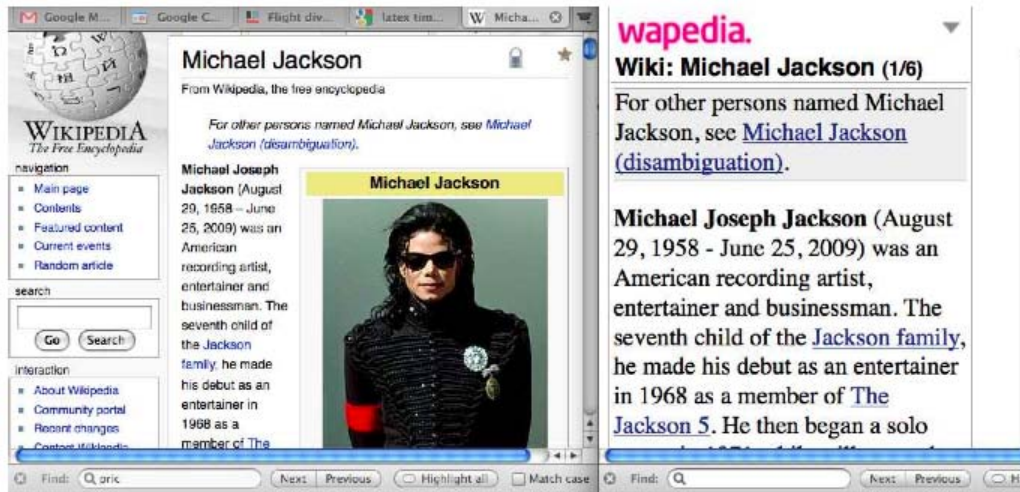 Google M...
Google C...
Flight div...
latex tim...
Micha...
WIKIPEDIA
The Free Encyclopedia
navigation
Main page
Contents
Featured content
Current events
Random article
search
Go
Search
interaction
About Wikipedia
Community portal
Recent changes
Michael Jackson
From Wikipedia, the free encyclopedia
For other persons named Michael Jackson, see Michael
Jackson (disambiguation).
Michael Joseph
Jackson (August
29, 1958 – June
25, 2009) was an
American
recording artist,
entertainer and
businessman. The
seventh child of
the Jackson
family, he made
his debut as an
entertainer in
1968 as a
member of The
Michael Jackson
Find:
Next
Previous
Highlight all
Match case
wapedia.
Wiki: Michael Jackson (1/6)
For other persons named Michael
Jackson, see Michael Jackson
(disambiguation).
Michael Joseph Jackson (August
29, 1958 - June 25, 2009) was an
American recording artist,
entertainer and businessman. The
seventh child of the Jackson family,
he made his debut as an entertainer
in 1968 as a member of The
Jackson 5. He then began a solo
Find:
Next
Previous
H